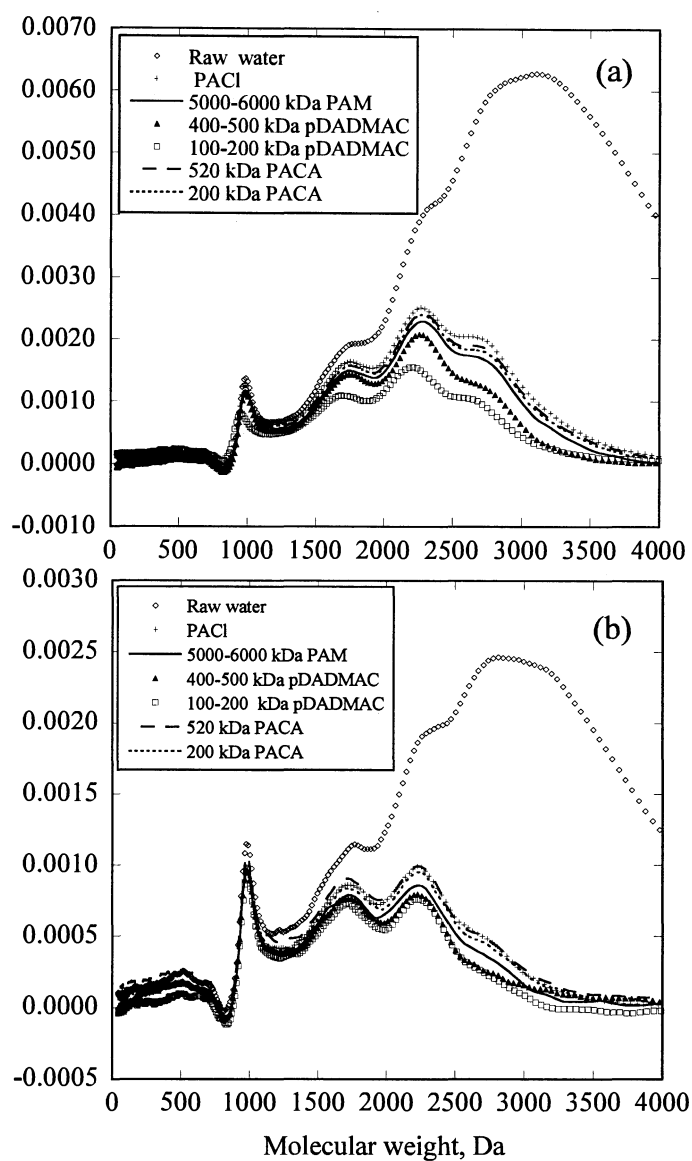 0.0070
0.0060
0.0050
0.0040
0.0030
0.0020
0.0010
0.0000
-0.0010
Raw water
PACl
5000-6000 kDa PAM
400-500 kDa pDADMAC
100-200 kDa pDADMAC
520 kDa PACA
200 kDa PACA
(a)
0 500 1000 1500 2000 2500 3000 3500 4000
0.0030
0.0025
0.0020
0.0015
0.0010
0.0005
0.0000
-0.0005
Raw water
PACl
5000-6000 kDa PAM
400-500 kDa pDADMAC
100-200 kDa pDADMAC
520 kDa PACA
200 kDa PACA
(b)
0 500 1000 1500 2000 2500 3000 3500 4000
Molecular weight, Da